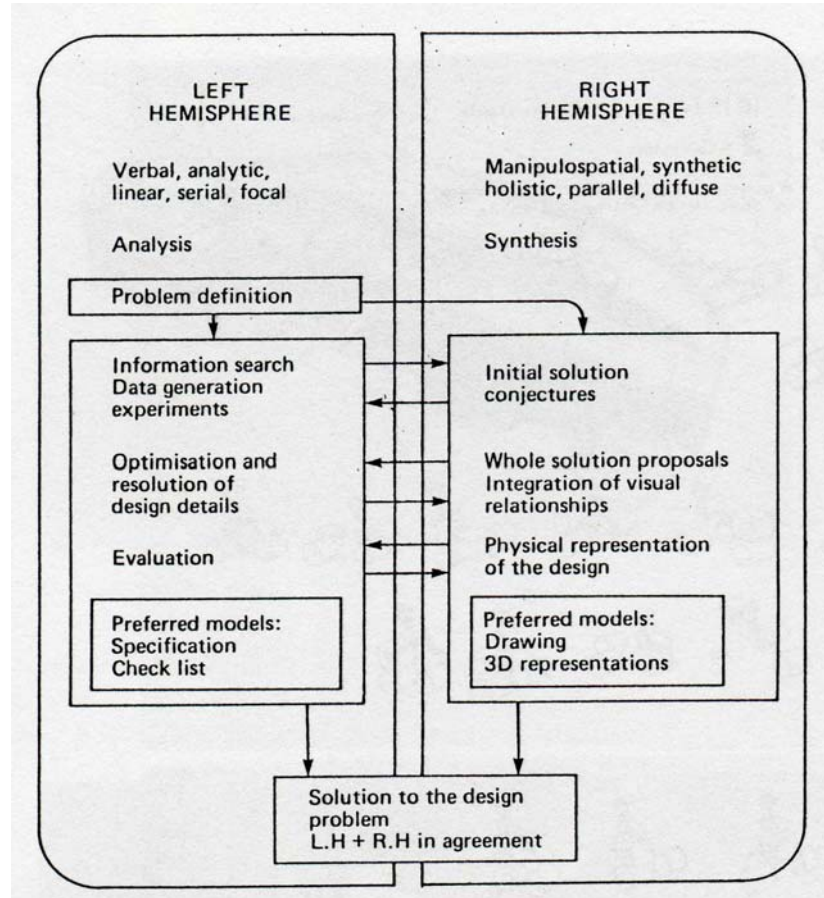 LEFT
HEMISPHERE
Verbal, analytic,
linear, serial, focal
Analysis
Problem definition
Information search
Data generation
experiments
Optimisation and
resolution of
design details
Evaluation
Preferred models:
Specification
Check list
RIGHT
HEMISPHERE
Manipulospatial, synthetic
holistic, parallel, diffuse
Synthesis
Initial solution
conjectures
Whole solution proposals
Integration of visual
relationships
Physical representation
of the design
Preferred models:
Drawing
3D representations
Solution to the design
problem
L.H + R.H in agreement